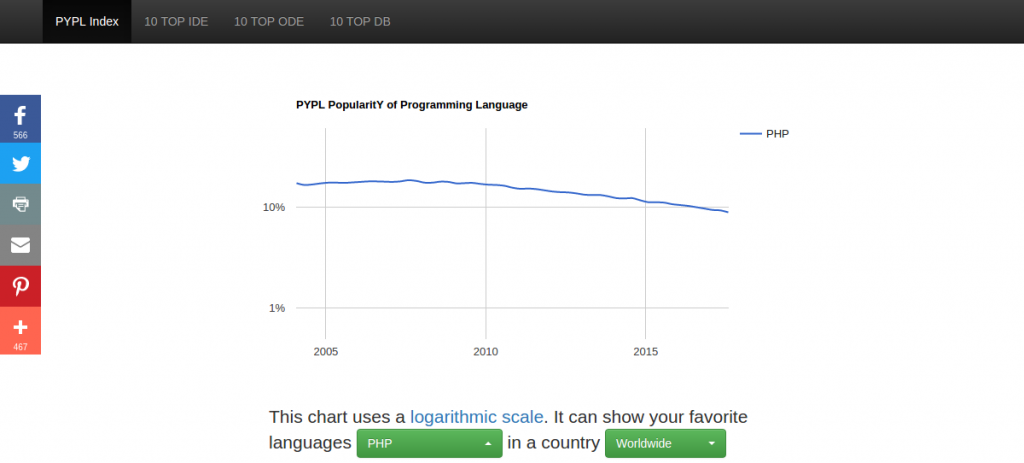 PYPL Index 10 TOP IDE 10 TOP ODE 10 TOP DB
566
467
PYPL PopularitY of Programming Language
PHP
10%
1%
2005 2010 2015
This chart uses a logarithmic scale. It can show your favorite
languages PHP in a country Worldwide